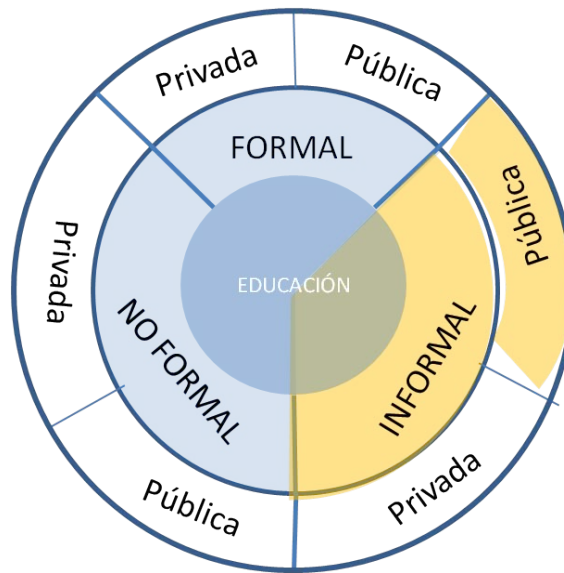 Privada
Pública
FORMAL
Pública
Privada
EDUCACIÓN
NO FORMAL
INFORMAL
Pública
Privada